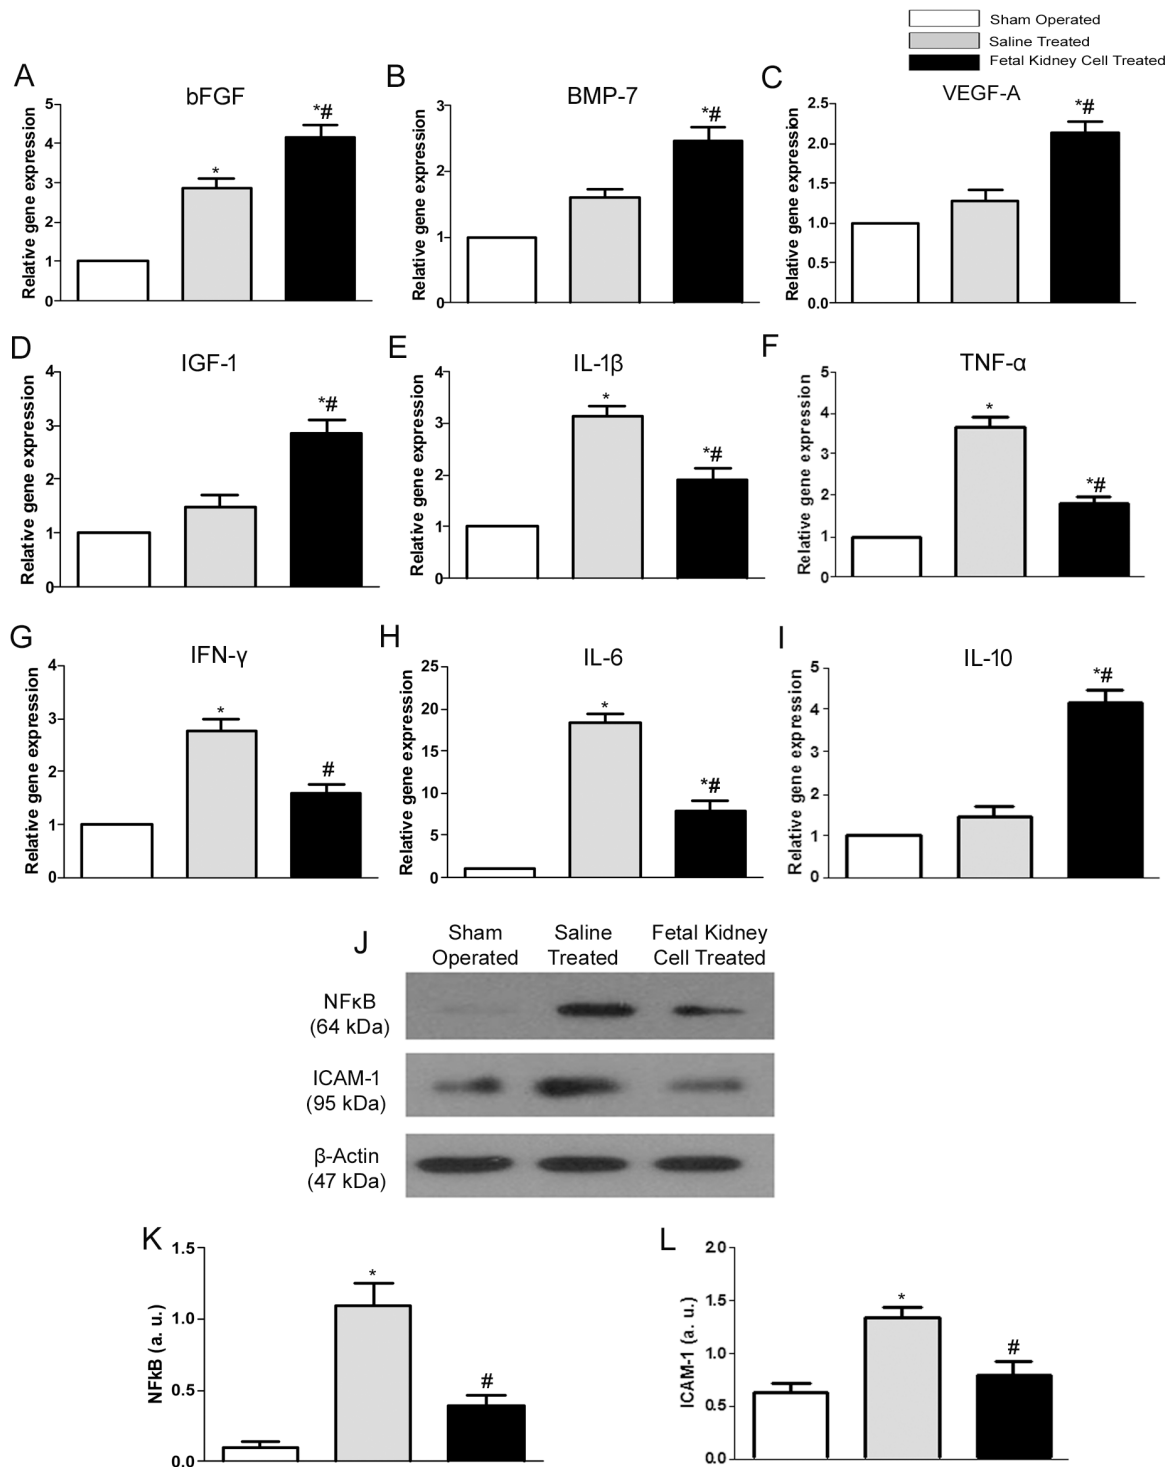 Sham Operated
Saline Treated
Fetal Kidney Cell Treated
A
bFGF
Relative gene expression
5
4
3
2
1
0
*
*#
B
BMP-7
Relative gene expression
3
2
1
0
*#
C
VEGF-A
Relative gene expression
2.5
2.0
1.5
1.0
0.5
0.0
*#
D
IGF-1
Relative gene expression
4
3
2
1
0
*#
E
IL-1β
Relative gene expression
4
3
2
1
0
*
*#
F
TNF-α
Relative gene expression
5
4
3
2
1
0
*
*#
G
IFN-γ
Relative gene expression
4
3
2
1
0
*
#
H
IL-6
Relative gene expression
25
20
15
10
5
0
*
*#
I
IL-10
Relative gene expression
5
4
3
2
1
0
*#
J
Sham
Operated
Saline
Treated
Fetal Kidney
Cell Treated
NFκB
(64 kDa)
ICAM-1
(95 kDa)
β-Actin
(47 kDa)
K
NFkB (a. u.)
1.5
1.0
0.5
0.0
*
#
L
ICAM-1 (a. u.)
2.0
1.5
1.0
0.5
0.0
*
#